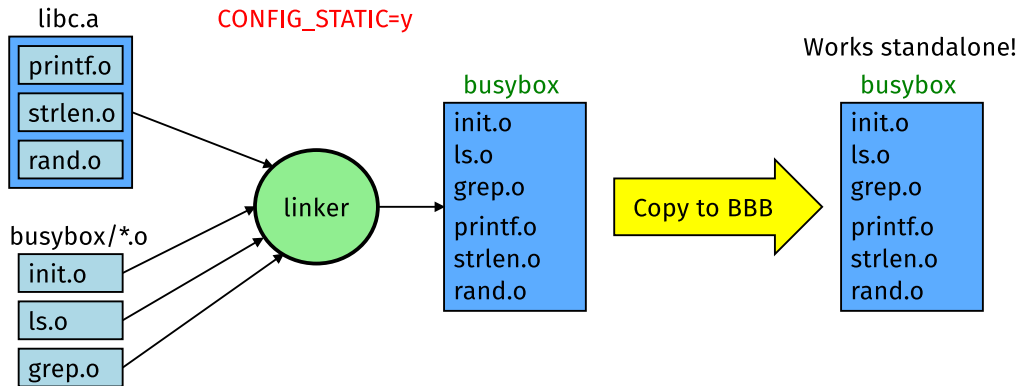 libc.a
printf.o
strlen.o
rand.o
CONFIG_STATIC=y
busybox/*.o
init.o
ls.o
grep.o
linker
busybox
init.o
ls.o
grep.o
printf.o
strlen.o
rand.o
Copy to BBB
Works standalone!
busybox
init.o
ls.o
grep.o
printf.o
strlen.o
rand.o